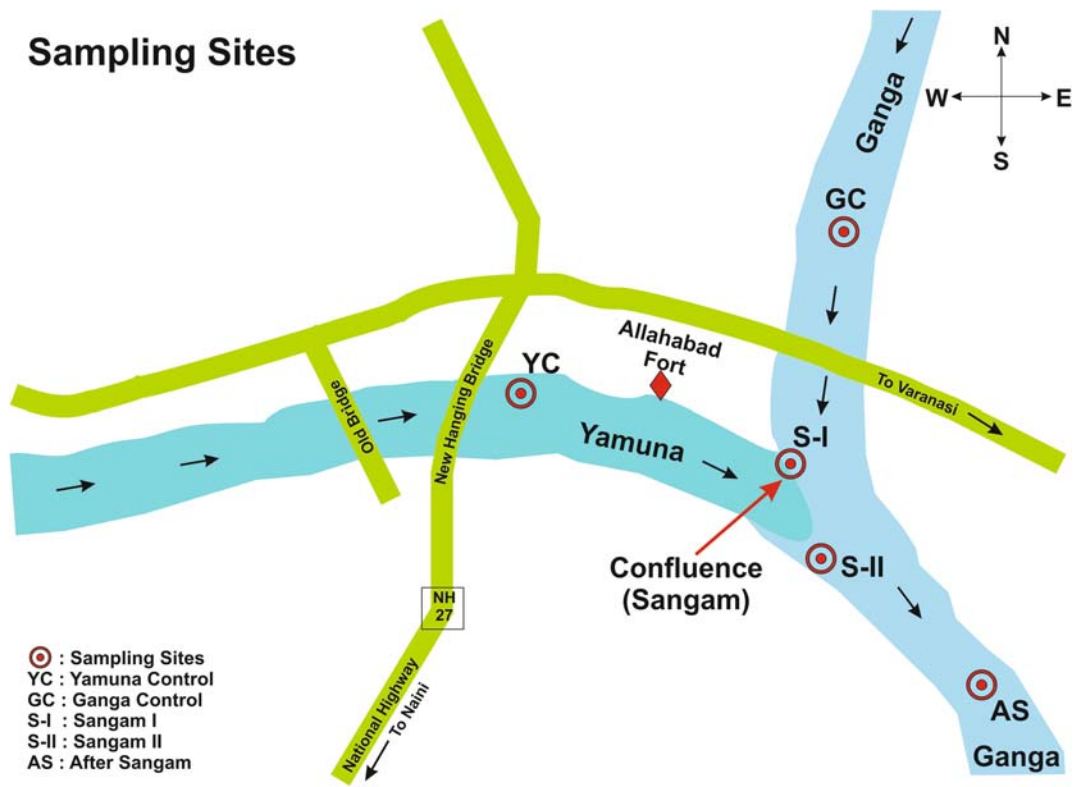 Sampling Sites
N
W E
S
Ganga
GC
Allahabad
Fort
YC
To Varanasi
New Hanging Bridge
Old Bridge
Yamuna
S-I
Confluence
(Sangam)
S-II
NH
27
National Highway
To Naini
AS
Ganga
: Sampling Sites
YC : Yamuna Control
GC : Ganga Control
S-I : Sangam I
S-II : Sangam II
AS : After Sangam